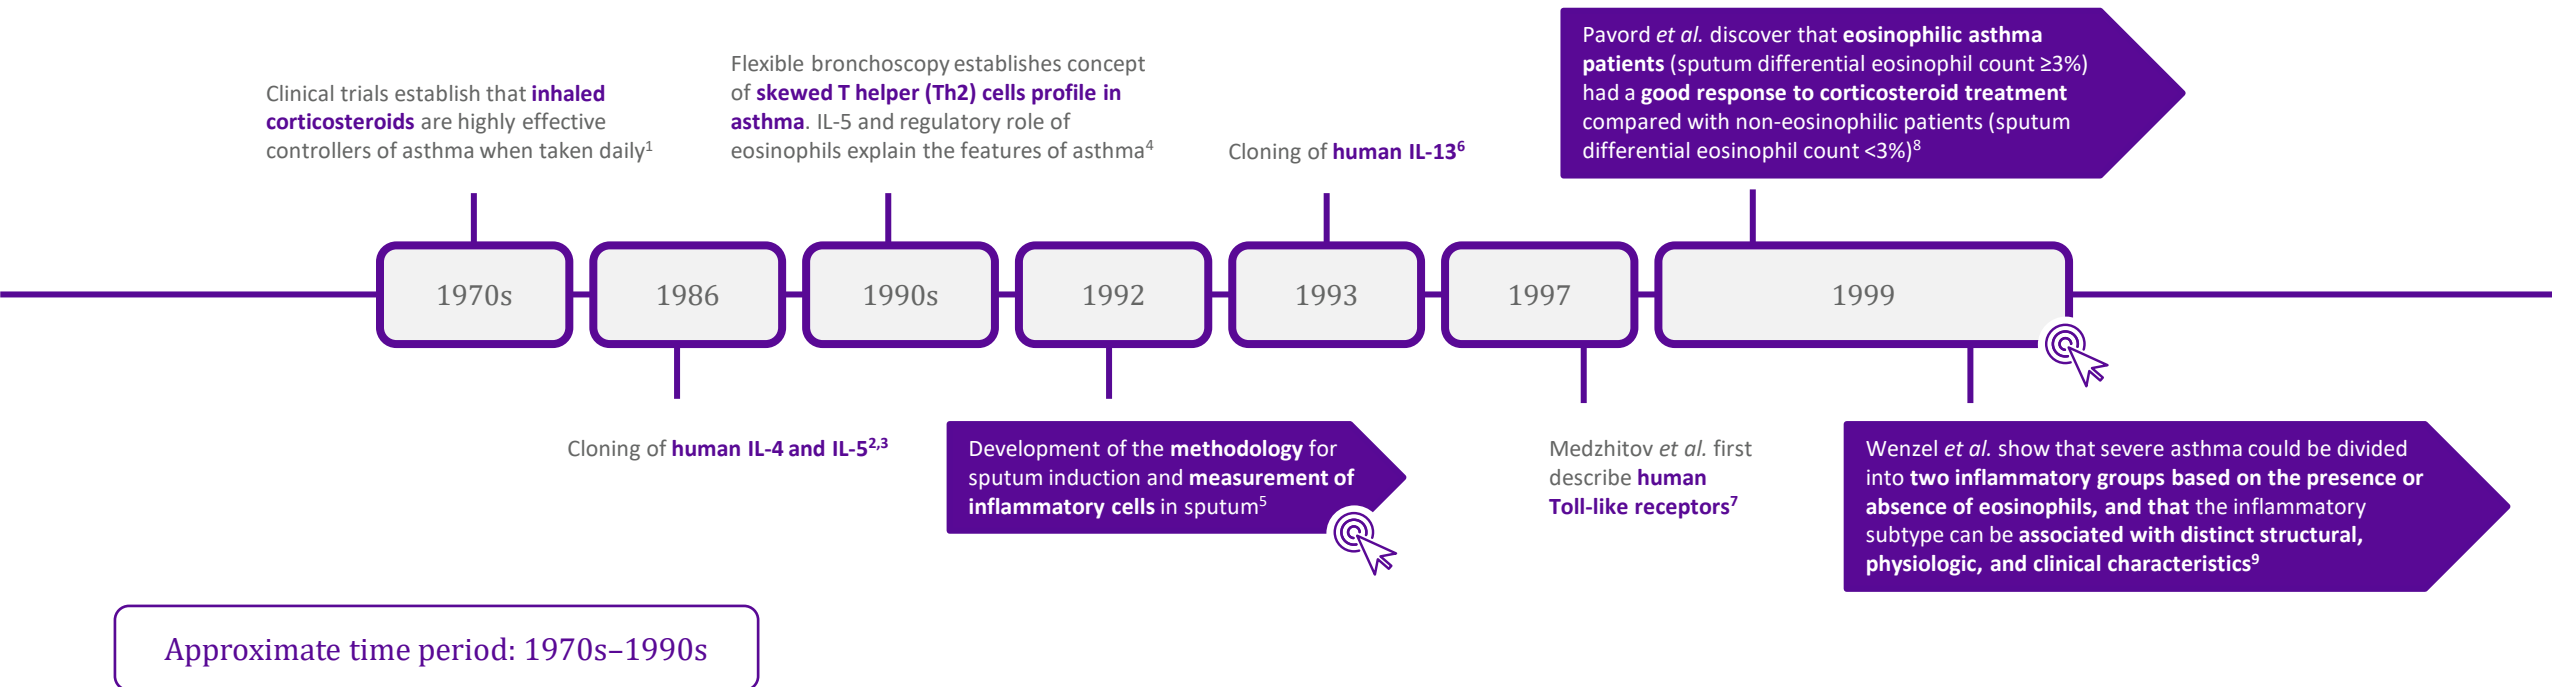 Clinical trials establish that inhaled
corticosteroids are highly effective
controllers of asthma when taken daily1
Flexible bronchoscopy establishes concept
of skewed T helper (Th2) cells profile in
asthma. IL-5 and regulatory role of
eosinophils explain the features of asthma4
Cloning of human IL-136
Pavord et al. discover that eosinophilic asthma
patients (sputum differential eosinophil count ≥3%)
had a good response to corticosteroid treatment
compared with non-eosinophilic patients (sputum
differential eosinophil count <3%)8
1970s
1986
1990s
1992
1993
1997
1999
Cloning of human IL-4 and IL-52,3
Development of the methodology for
sputum induction and measurement of
inflammatory cells in sputum5
Medzhitov et al. first
describe human
Toll-like receptors7
Wenzel et al. show that severe asthma could be divided
into two inflammatory groups based on the presence or
absence of eosinophils, and that the inflammatory
subtype can be associated with distinct structural,
physiologic, and clinical characteristics9
Approximate time period: 1970s–1990s